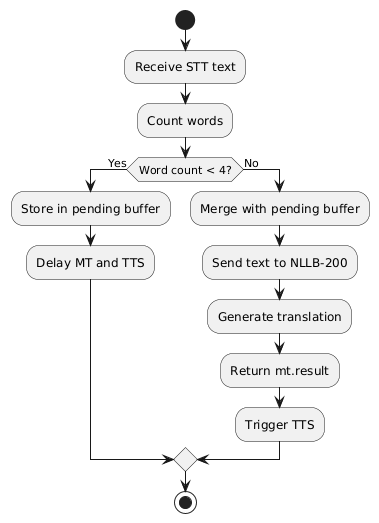 Receive STT text
Count words
Word count < 4?
Yes
No
Store in pending buffer
Delay MT and TTS
Merge with pending buffer
Send text to NLLB-200
Generate translation
Return mt.result
Trigger TTS